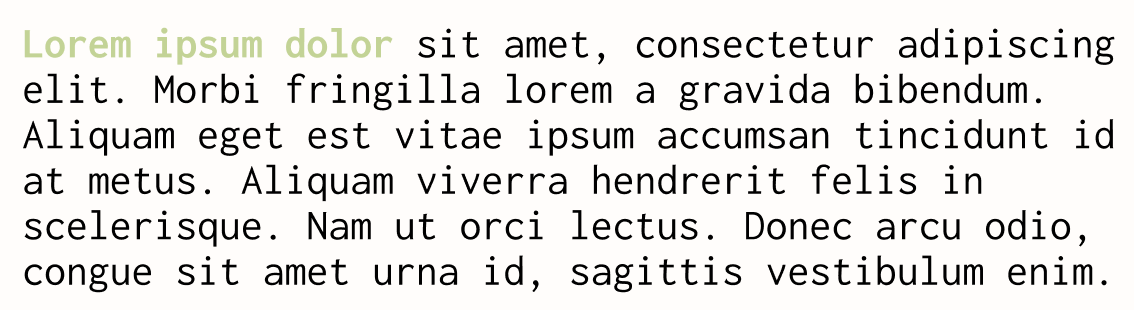 Lorem ipsum dolor sit amet, consectetur adipiscing
elit. Morbi fringilla lorem a gravida bibendum.
Aliquam eget est vitae ipsum accumsan tincidunt id
at metus. Aliquam viverra hendrerit felis in
scelerisque. Nam ut orci lectus. Donec arcu odio,
congue sit amet urna id, sagittis vestibulum enim.